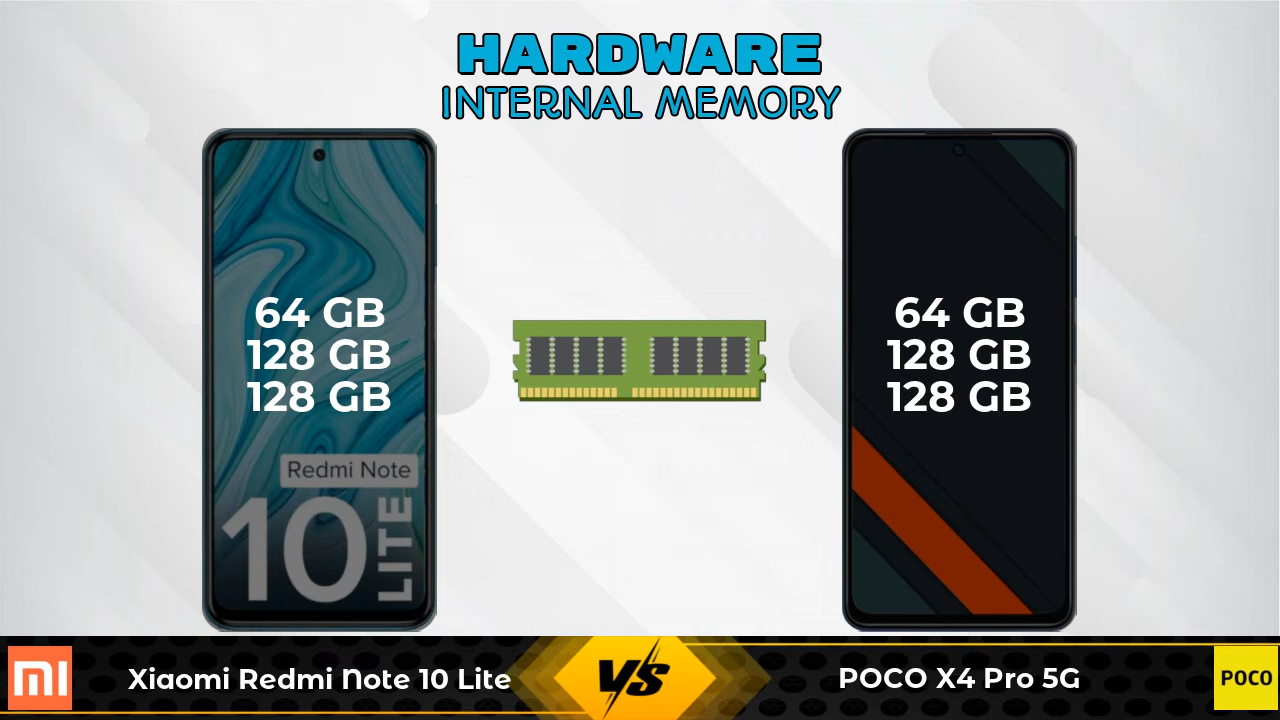 HARDWARE
INTERNAL MEMORY
64 GB
128 GB
128 GB
Redmi Note
10
LITE
64 GB
128 GB
128 GB
MI
Xiaomi Redmi Note 10 Lite
VS
POCO X4 Pro 5G
POCO